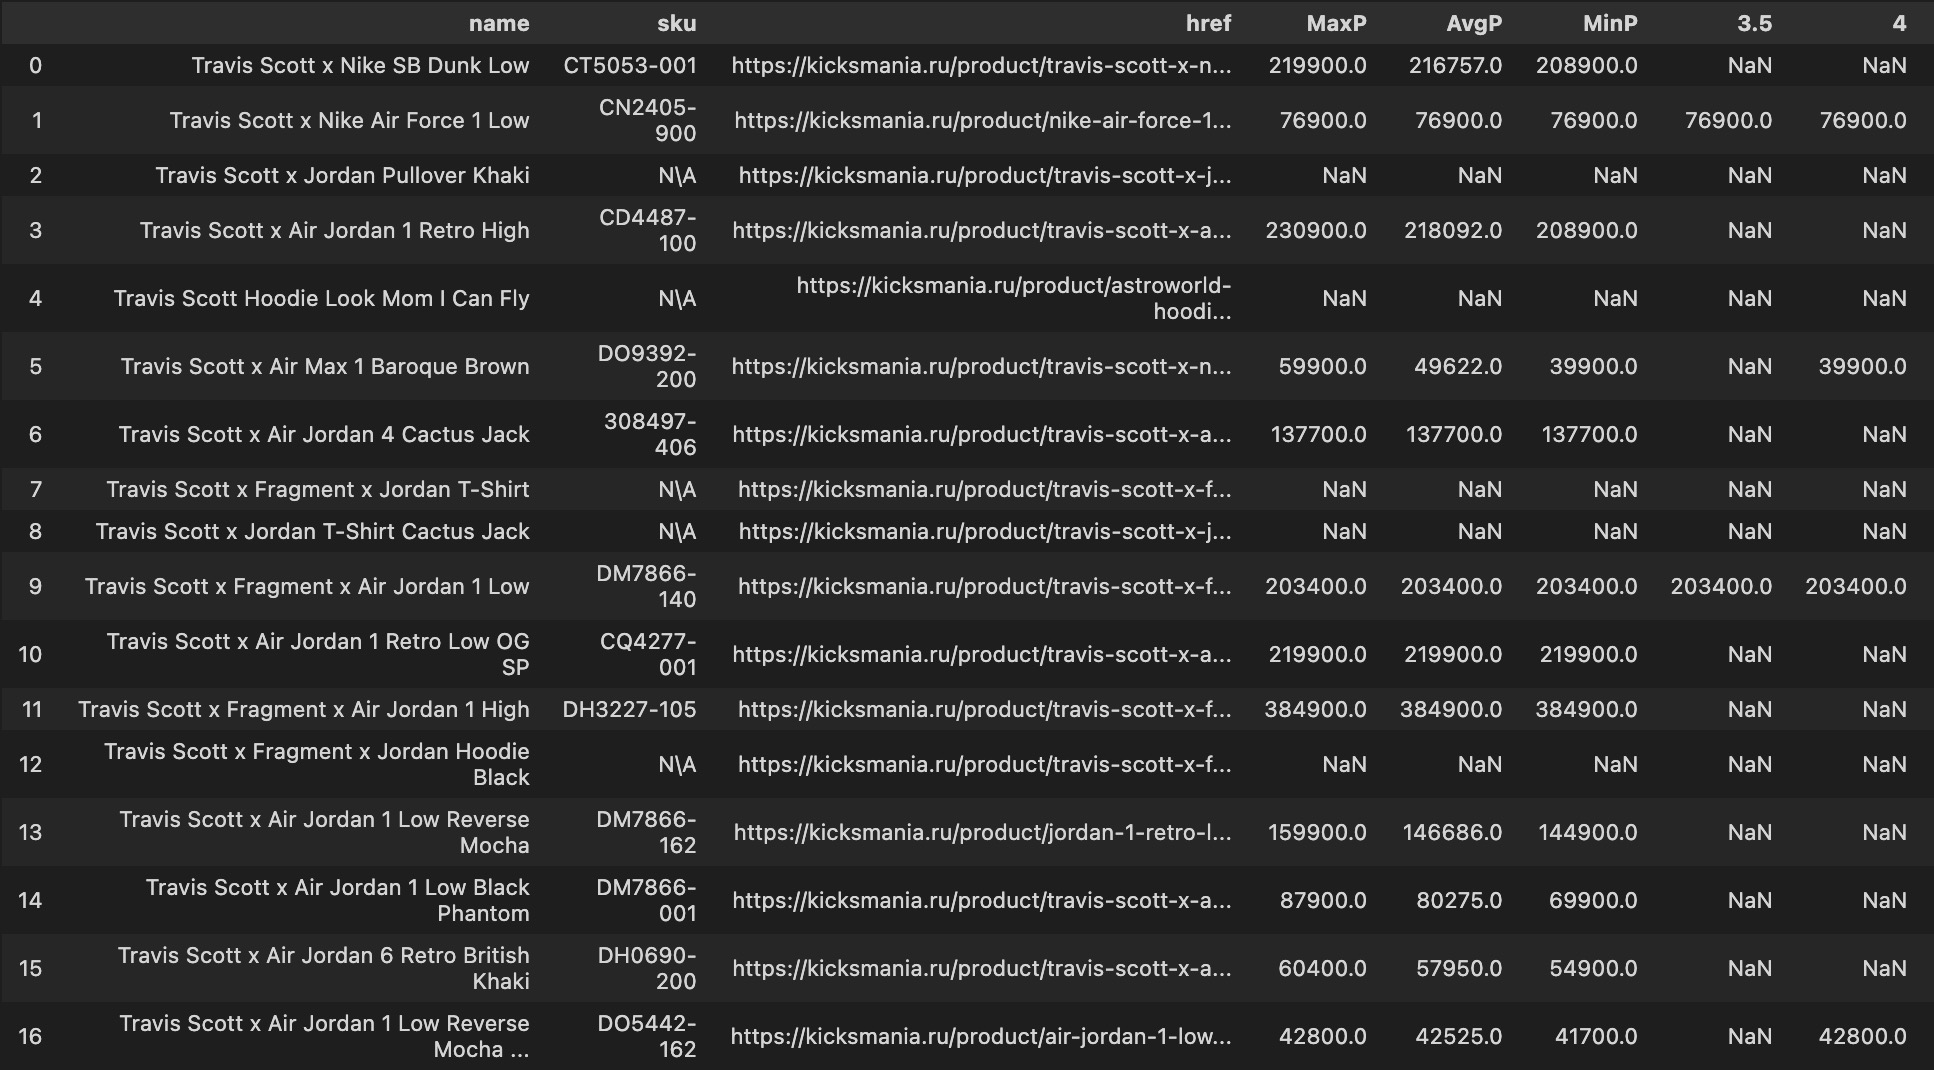 name sku href MaxP AvgP MinP 3.5 4
0 Travis Scott x Nike SB Dunk Low CT5053-001 https://kicksmania.ru/product/travis-scott-x-n... 219900.0 216757.0 208900.0 NaN NaN
1 Travis Scott x Nike Air Force 1 Low CN2405-
900 https://kicksmania.ru/product/nike-air-force-1... 76900.0 76900.0 76900.0 76900.0 76900.0
2 Travis Scott x Jordan Pullover Khaki N\A https://kicksmania.ru/product/travis-scott-x-j... NaN NaN NaN NaN NaN
3 Travis Scott x Air Jordan 1 Retro High CD4487-
100 https://kicksmania.ru/product/travis-scott-x-a... 230900.0 218092.0 208900.0 NaN NaN
4 Travis Scott Hoodie Look Mom I Can Fly N\A https://kicksmania.ru/product/astroworld-
hoodi... NaN NaN NaN NaN NaN
5 Travis Scott x Air Max 1 Baroque Brown DO9392-
200 https://kicksmania.ru/product/travis-scott-x-n... 59900.0 49622.0 39900.0 NaN 39900.0
6 Travis Scott x Air Jordan 4 Cactus Jack 308497-
406 https://kicksmania.ru/product/travis-scott-x-a... 137700.0 137700.0 137700.0 NaN NaN
7 Travis Scott x Fragment x Jordan T-Shirt N\A https://kicksmania.ru/product/travis-scott-x-f... NaN NaN NaN NaN NaN
8 Travis Scott x Jordan T-Shirt Cactus Jack N\A https://kicksmania.ru/product/travis-scott-x-j... NaN NaN NaN NaN NaN
9 Travis Scott x Fragment x Air Jordan 1 Low DM7866-
140 https://kicksmania.ru/product/travis-scott-x-f... 203400.0 203400.0 203400.0 203400.0 203400.0
10 Travis Scott x Air Jordan 1 Retro Low OG
SP CQ4277-
001 https://kicksmania.ru/product/travis-scott-x-a... 219900.0 219900.0 219900.0 NaN NaN
11 Travis Scott x Fragment x Air Jordan 1 High DH3227-105 https://kicksmania.ru/product/travis-scott-x-f... 384900.0 384900.0 384900.0 NaN NaN
12 Travis Scott x Fragment x Jordan Hoodie
Black N\A https://kicksmania.ru/product/travis-scott-x-f... NaN NaN NaN NaN NaN
13 Travis Scott x Air Jordan 1 Low Reverse
Mocha DM7866-
162 https://kicksmania.ru/product/jordan-1-retro-l... 159900.0 146686.0 144900.0 NaN NaN
14 Travis Scott x Air Jordan 1 Low Black
Phantom DM7866-
001 https://kicksmania.ru/product/travis-scott-x-a... 87900.0 80275.0 69900.0 NaN NaN
15 Travis Scott x Air Jordan 6 Retro British
Khaki DH0690-
200 https://kicksmania.ru/product/travis-scott-x-a... 60400.0 57950.0 54900.0 NaN NaN
16 Travis Scott x Air Jordan 1 Low Reverse
Mocha ... DO5442-
162 https://kicksmania.ru/product/air-jordan-1-low... 42800.0 42525.0 41700.0 NaN 42800.0